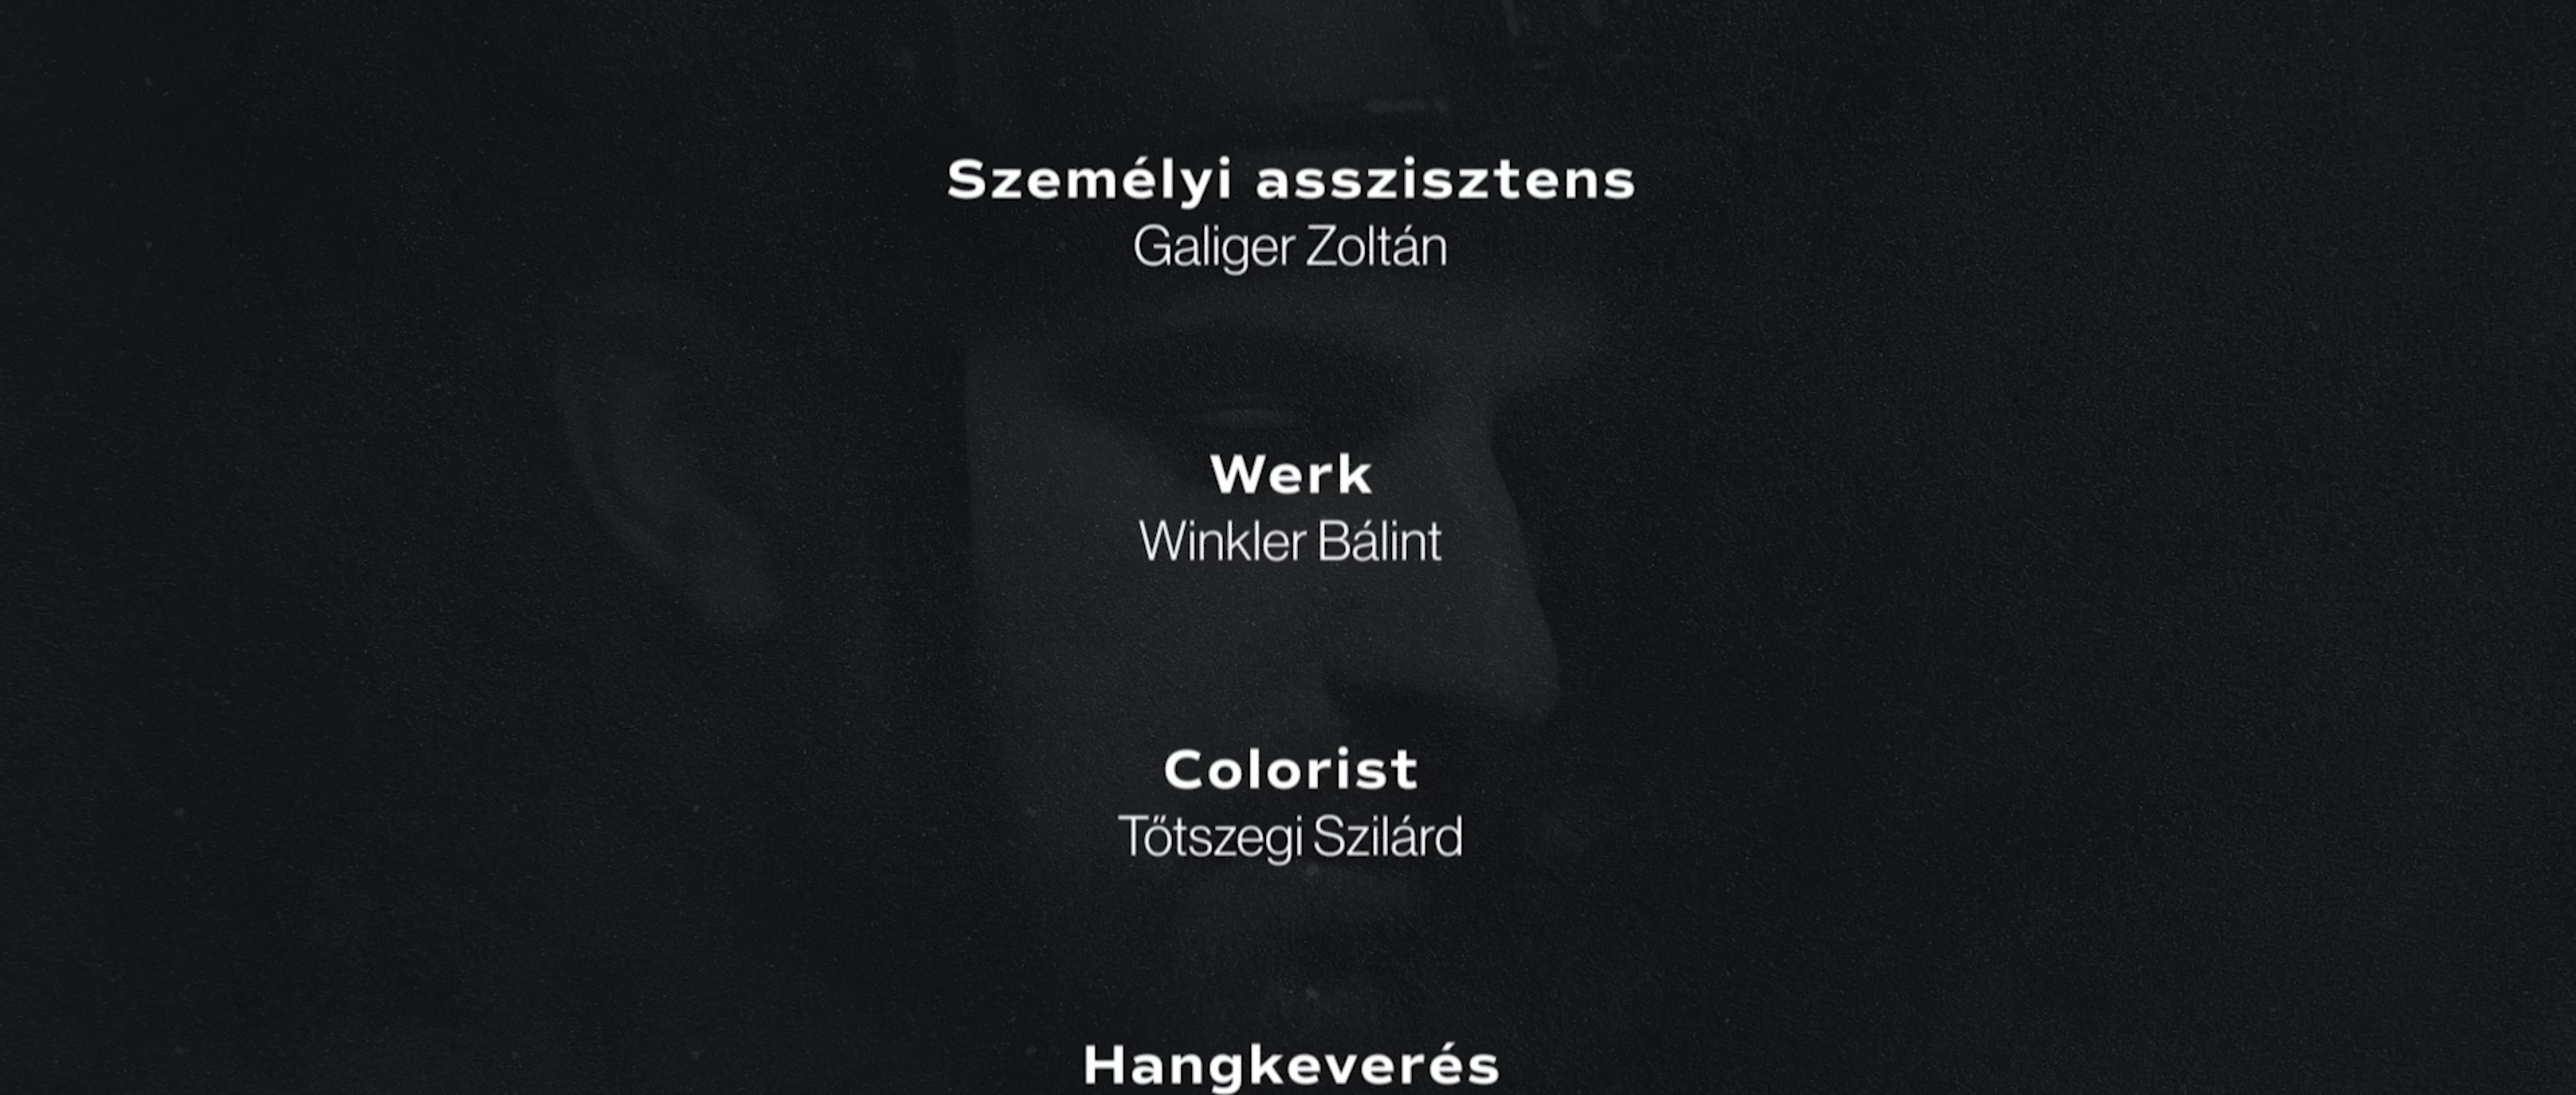 Személyi asszisztens
Galiger Zoltán
Werk
Winkler Bálint
Colorist
Tőtszegi Szilárd
Hangkeverés